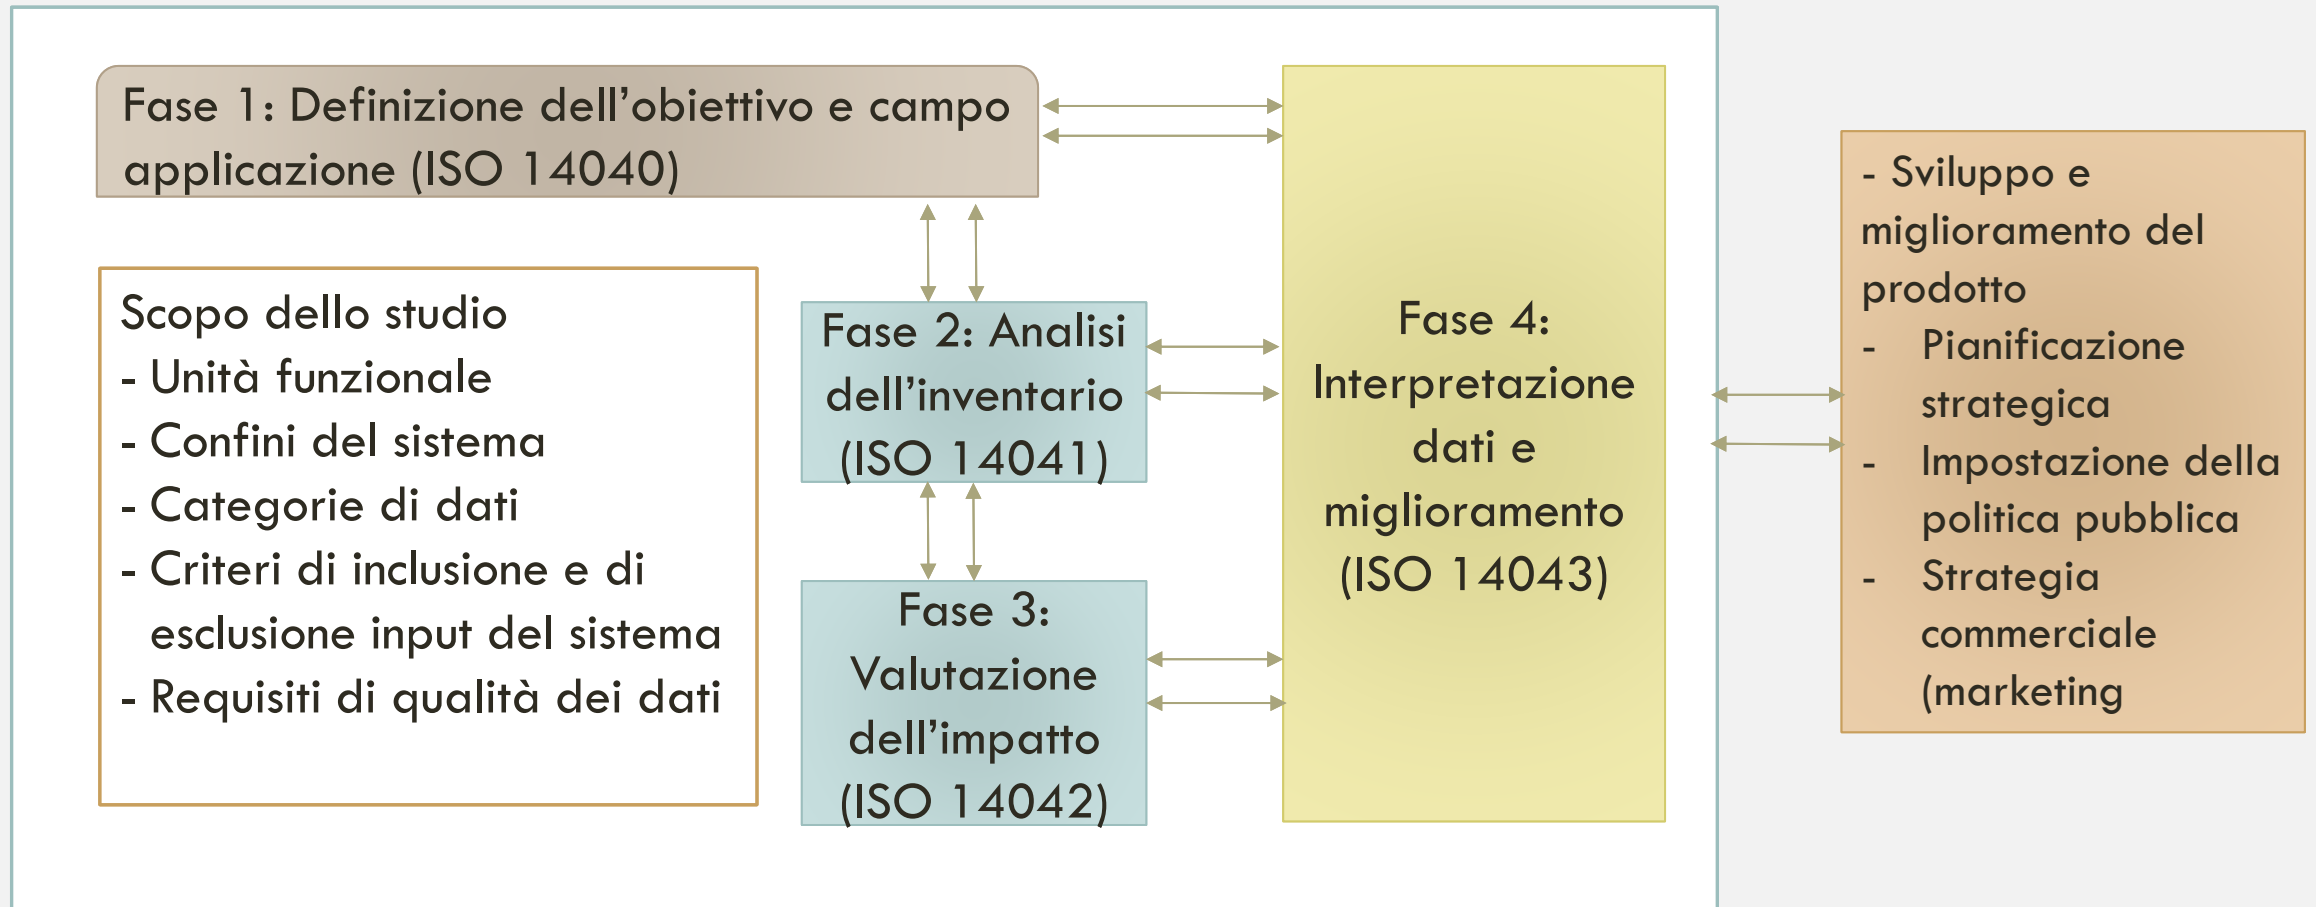 Fase 1: Definizione dell’obiettivo e campo
applicazione (ISO 14040)
Scopo dello studio
- Unità funzionale
- Confini del sistema
- Categorie di dati
- Criteri di inclusione e di
esclusione input del sistema
- Requisiti di qualità dei dati
Fase 2: Analisi
dell’inventario
(ISO 14041)
Fase 3:
Valutazione
dell’impatto
(ISO 14042)
Fase 4:
Interpretazione
dati e
miglioramento
(ISO 14043)
- Sviluppo e
miglioramento del
prodotto
- Pianificazione
strategica
- Impostazione della
politica pubblica
- Strategia
commerciale
(marketing